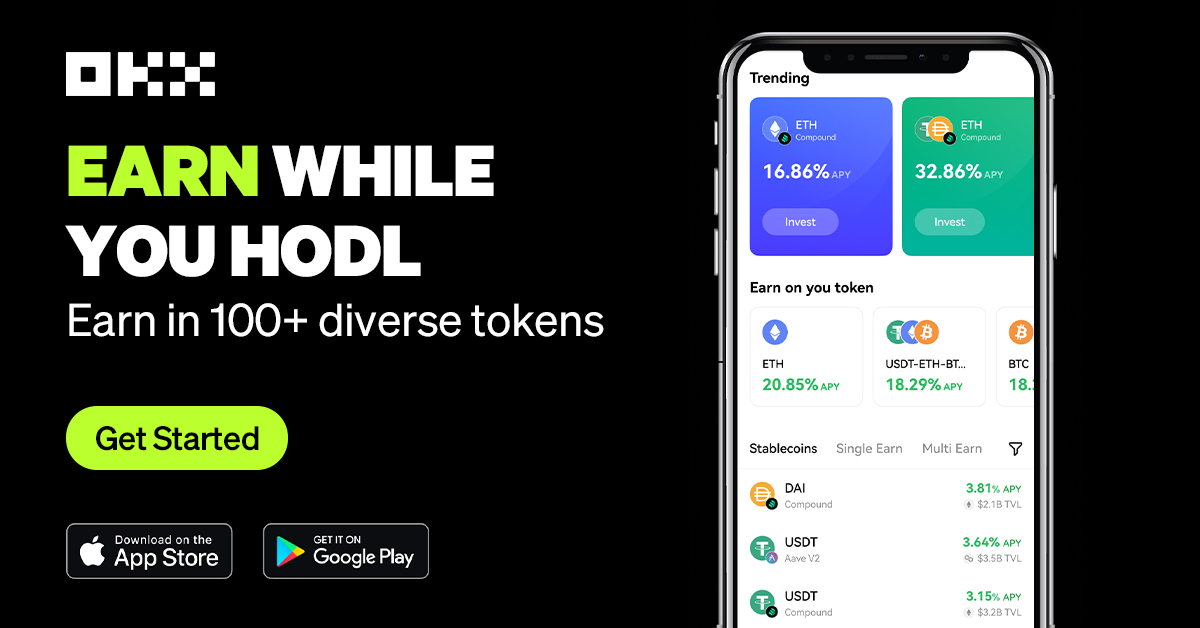 OKX
EARN WHILE
YOU HODL
Earn in 100+ diverse tokens
Get Started
Download on the
App Store
GET IT ON
Google Play
Trending
ETH
Compound
16.86% APY
Invest
ETH
Compound
32.86% APY
Invest
Earn on you token
ETH
20.85% APY
USDT-ETH-BT...
18.29% APY
BTC
18.2
Stablecoins Single Earn Multi Earn
DAI
Compound
3.81% APY
$2.1B TVL
USDT
Aave V2
3.64% APY
$3.5B TVL
USDT
Compound
3.15% APY
$3.2B TVL